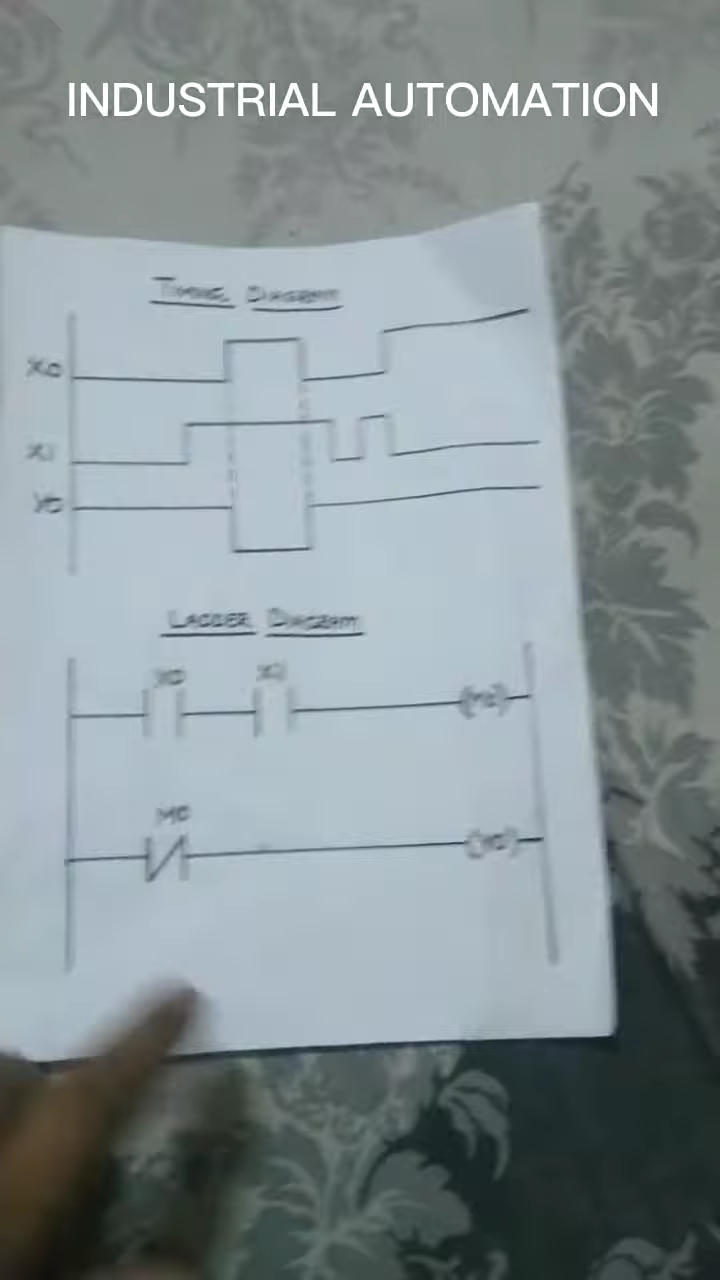 INDUSTRIAL AUTOMATION
TIMING DIAGRAM
X0
X1
Y0
LADDER DIAGRAM
X0 X1
(M0)
M0
(Y0)